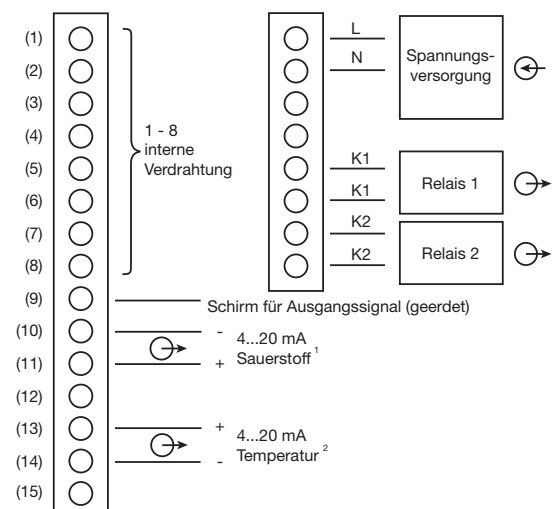 (1)
(2)
(3)
(4)
(5)
(6)
(7)
(8)
(9)
(10)
(11)
(12)
(13)
(14)
(15)
1 - 8
interne
Verdrahtung
Schirm für Ausgangssignal (geerdet)
-
4...20 mA
Sauerstoff ¹
+
+
4...20 mA
Temperatur ²
-
L
N
Spannungs-
versorgung
K1
K1
Relais 1
K2
K2
Relais 2